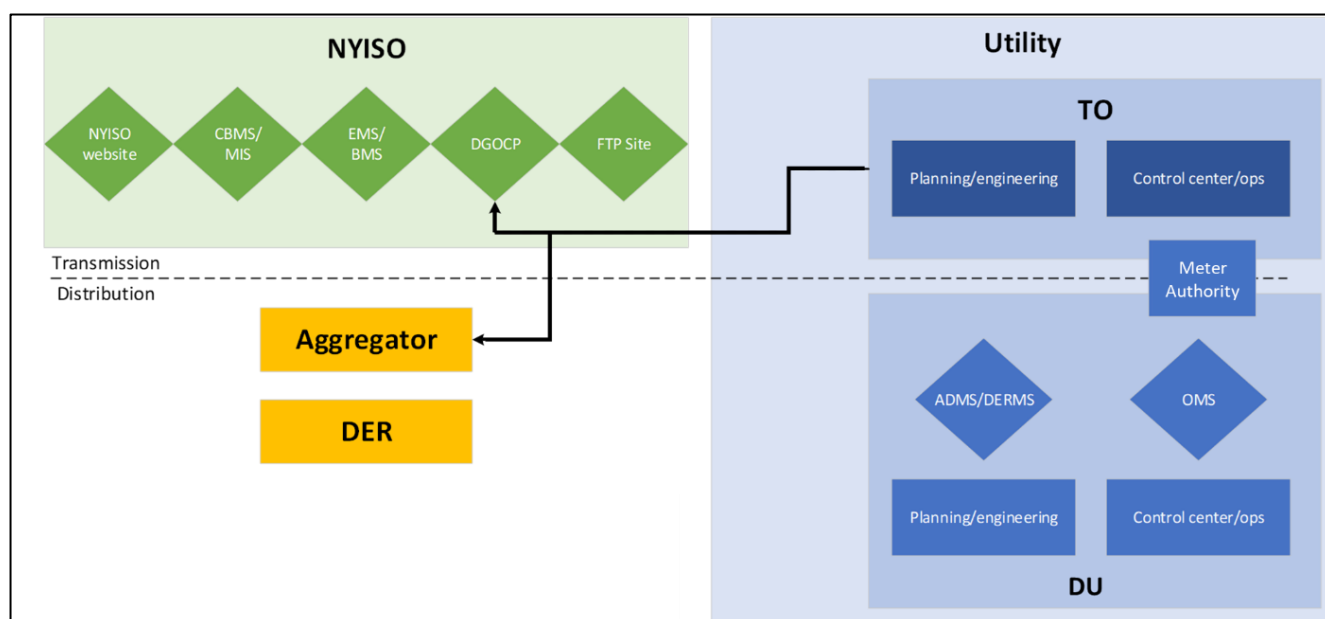 NYISO
NYISO
website
CBMS/
MIS
EMS/
BMS
DGOCP
FTP Site
Utility
TO
Planning/engineering
Control center/ops
Transmission
Distribution
Meter
Authority
Aggregator
DER
ADMS/DERMS
OMS
Planning/engineering
Control center/ops
DU